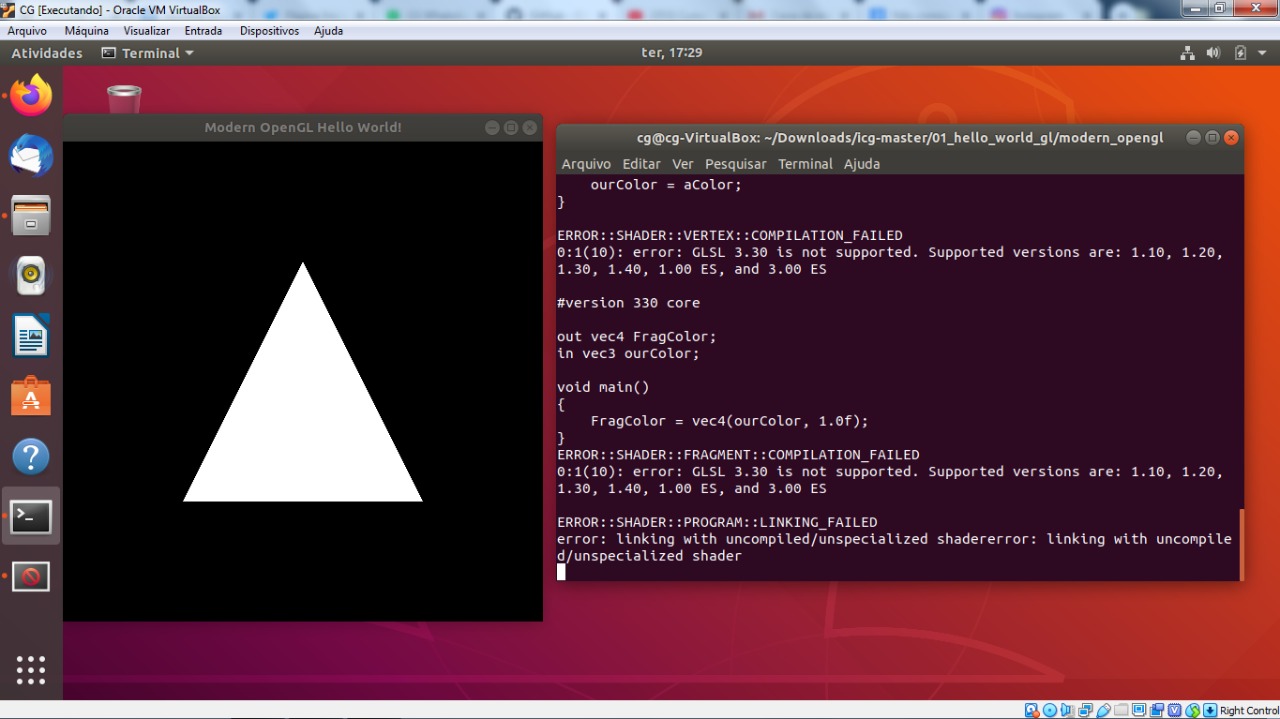 CG [Executando] - Oracle VM VirtualBox
Arquivo Máquina Visualizar Entrada Dispositivos Ajuda
Atividades Terminal ter, 17:29
Modern OpenGL Hello World!
cg@cg-VirtualBox: ~/Downloads/icg-master/01_hello_world_gl/modern_opengl
Arquivo Editar Ver Pesquisar Terminal Ajuda
ourColor = aColor;
}
ERROR::SHADER::VERTEX::COMPILATION_FAILED
0:1(10): error: GLSL 3.30 is not supported. Supported versions are: 1.10, 1.20,
1.30, 1.40, 1.00 ES, and 3.00 ES
#version 330 core
out vec4 FragColor;
in vec3 ourColor;
void main()
{
FragColor = vec4(ourColor, 1.0f);
}
ERROR::SHADER::FRAGMENT::COMPILATION_FAILED
0:1(10): error: GLSL 3.30 is not supported. Supported versions are: 1.10, 1.20,
1.30, 1.40, 1.00 ES, and 3.00 ES
ERROR::SHADER::PROGRAM::LINKING_FAILED
error: linking with uncompiled/unspecialized shadererror: linking with uncompile
d/unspecialized shader
Right Control